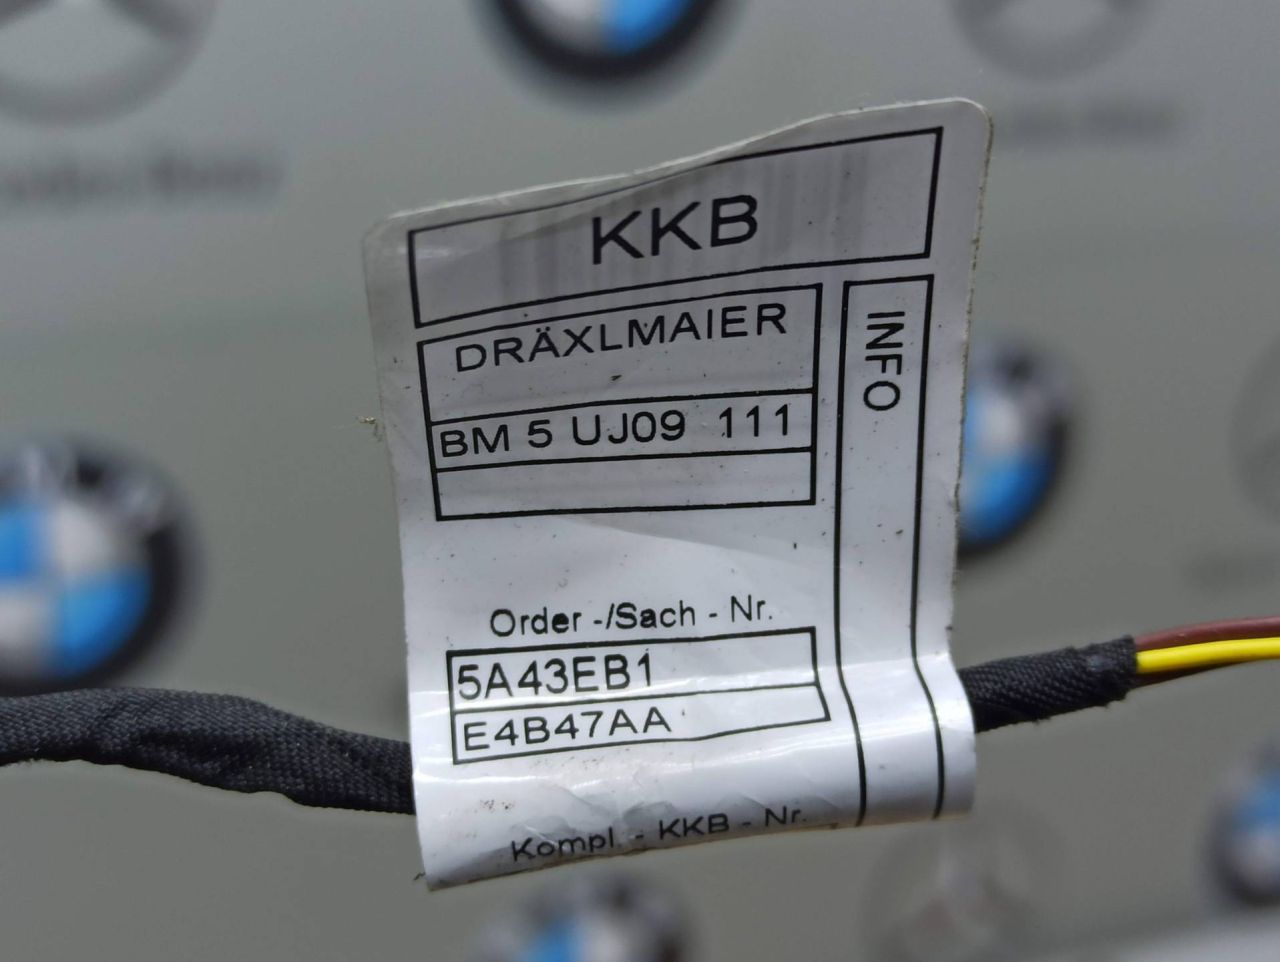 KKB
DRÄXLMAIER
INFO
BM 5 UJ09 111
Order -/Sach - Nr.
5A43EB1
E4B47AA
Kompl. - KKB - Nr.